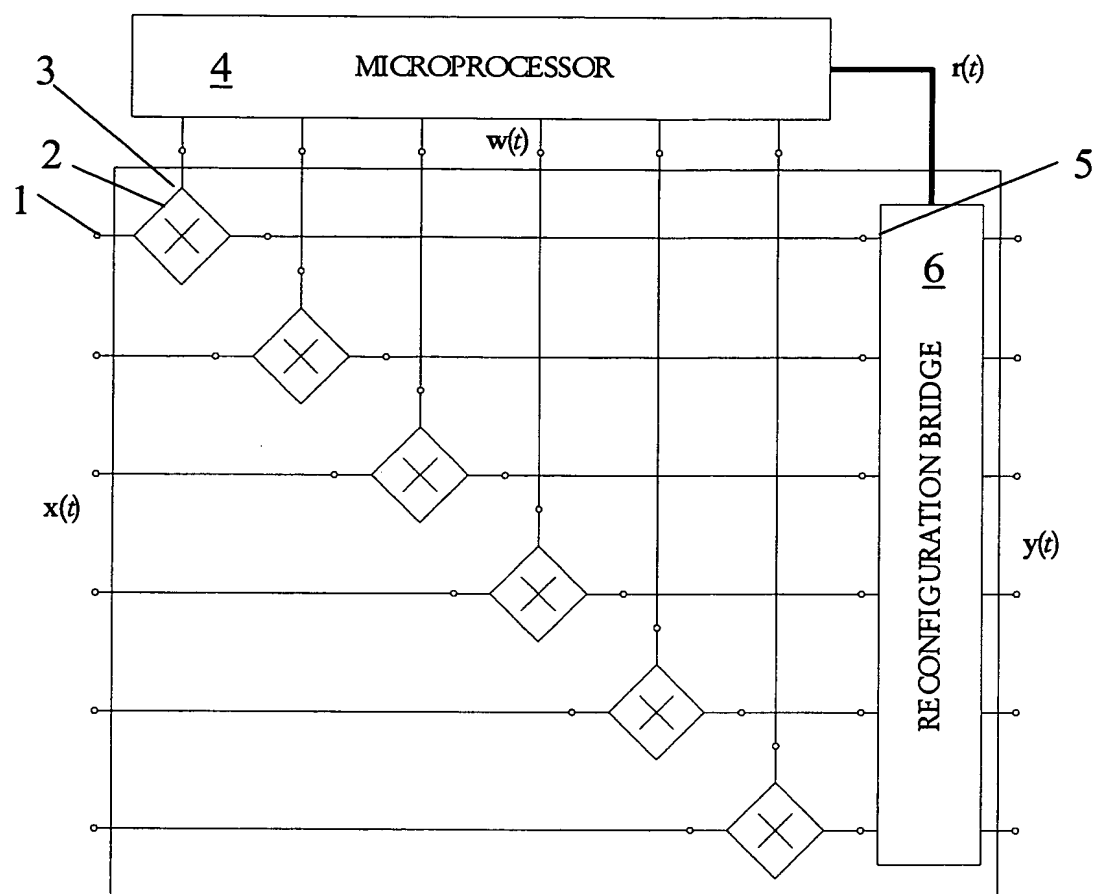 4 MICROPROCESSOR
r(t)
3
w(t)
2
5
1
6
RECONFIGURATION BRIDGE
x(t)
y(t)